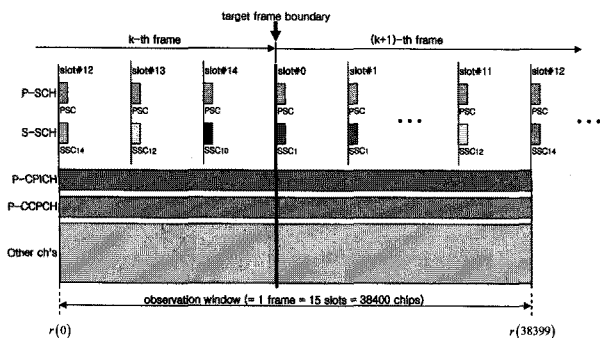 target frame boundary
k-th frame
(k+1)-th frame
slot#12 slot#13 slot#14 slot#0 slot#1 slot#11 slot#12
P-SCH
PSC PSC PSC PSC PSC PSC PSC
S-SCH
SSC14 SSC12 SSC10 SSC1 SSC1 SSC12 SSC14
P-CPICH
P-CCPCH
Other ch's
observation window (= 1 frame = 15 slots = 38400 chips)
r(0) r(38399)